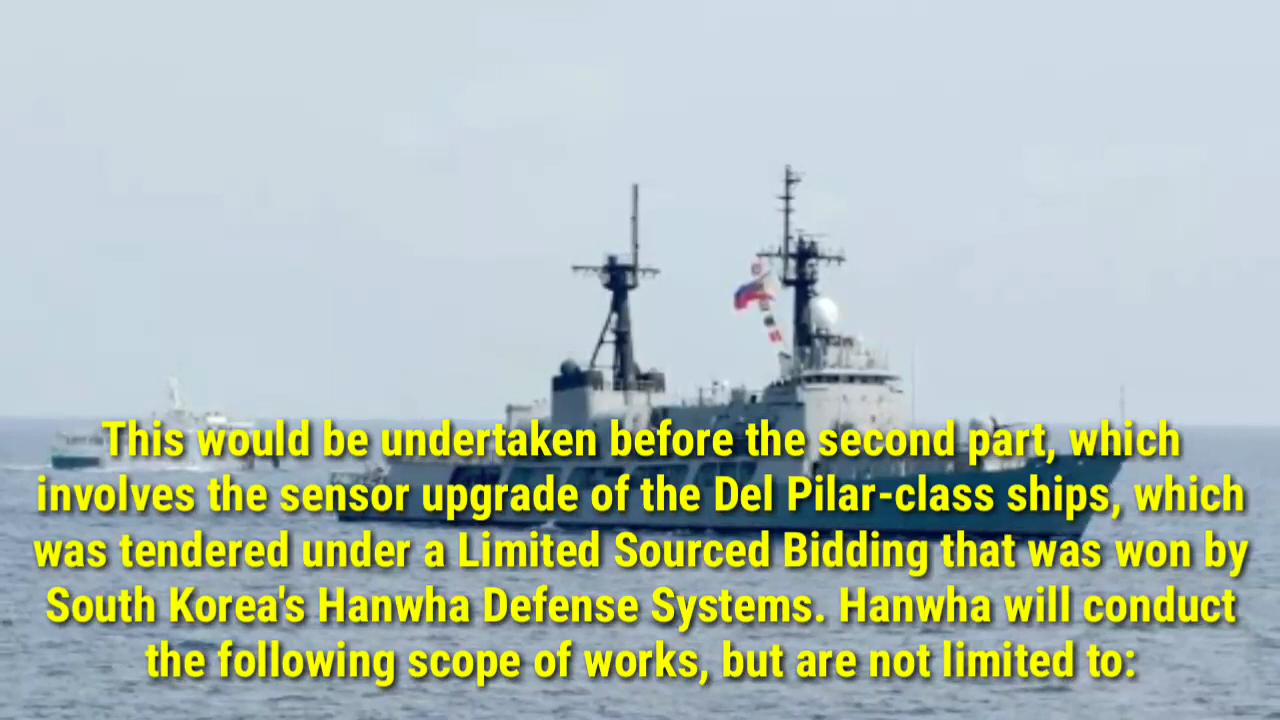 This would be undertaken before the second part, which
involves the sensor upgrade of the Del Pilar-class ships, which
was tendered under a Limited Sourced Bidding that was won by
South Korea's Hanwha Defense Systems. Hanwha will conduct
the following scope of works, but are not limited to: